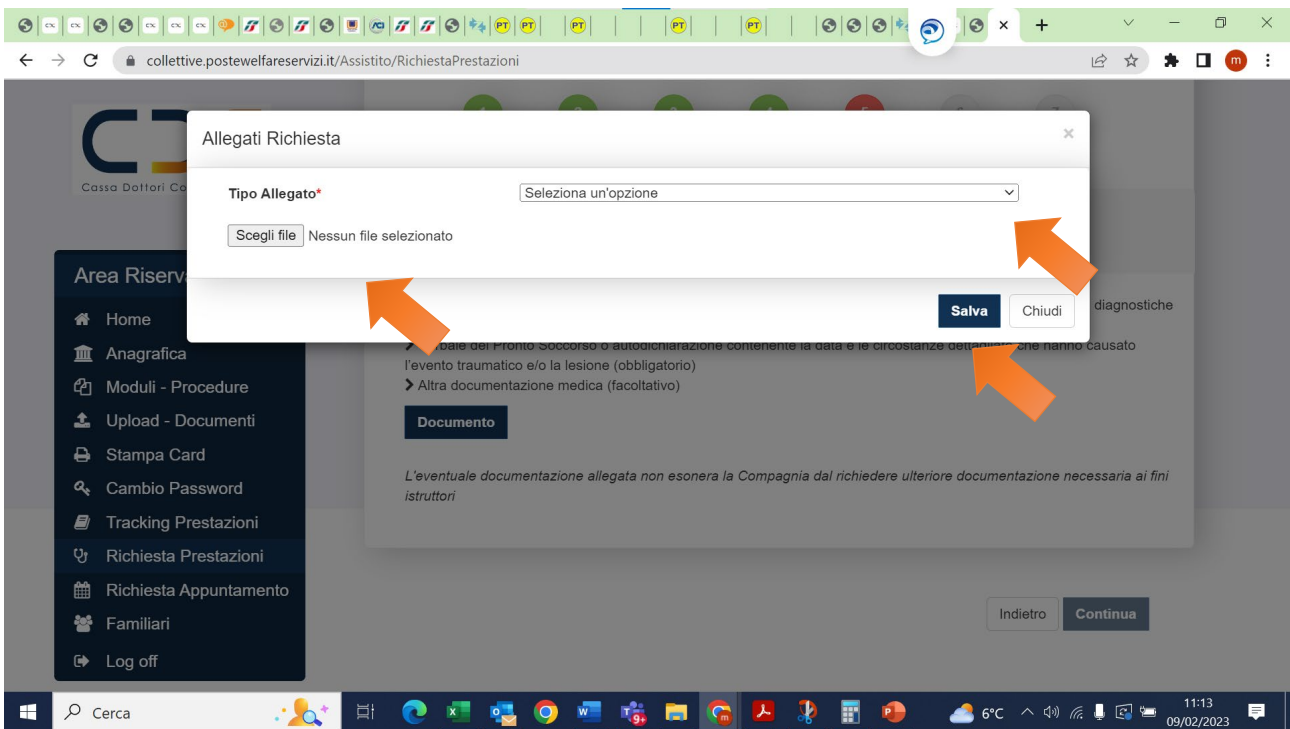 collettive.postewelfareservizi.it/Assistito/RichiestaPrestazioni
m
Cassa Dottori Co
Allegati Richiesta
×
Tipo Allegato*
Seleziona un'opzione
Scegli file
Nessun file selezionato
Salva
Chiudi
diagnostiche
del Pronto Soccorso o autodichiarazione contenente la data e le circostanze dettagliate che hanno causato
l'evento traumatico e/o la lesione (obbligatorio)
Altra documentazione medica (facoltativo)
Documento
L'eventuale documentazione allegata non esonera la Compagnia dal richiedere ulteriore documentazione necessaria ai fini
istruttori
Indietro
Continua
Area Riserv
Home
Anagrafica
Moduli - Procedure
Upload - Documenti
Stampa Card
Cambio Password
Tracking Prestazioni
Richiesta Prestazioni
Richiesta Appuntamento
Familiari
Log off
Cerca
6°C
11:13
09/02/2023